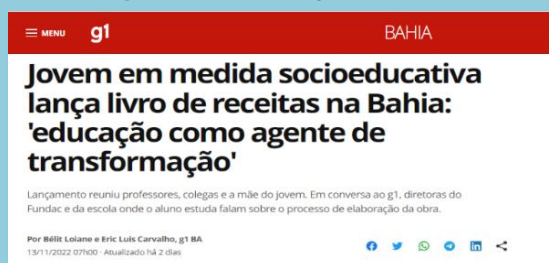 MENU g1 BAHIA
Jovem em medida socioeducativa
lança livro de receitas na Bahia:
'educação como agente de
transformação'
Lançamento reuniu professores, colegas e a mãe do jovem. Em conversa ao g1, diretoras do
Fundac e da escola onde o aluno estuda falam sobre o processo de elaboração da obra.
Por Bélit Loiane e Eric Luis Carvalho, g1 BA
13/11/2022 07h00 · Atualizado há 2 dias